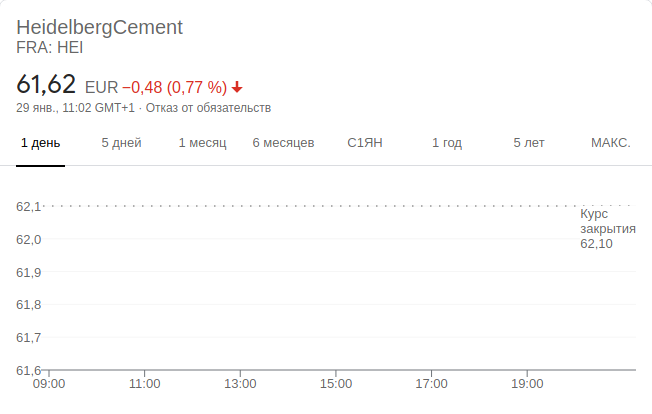 HeidelbergCement
FRA: HEI
61,62 EUR −0,48 (0,77 %)
29 янв., 11:02 GMT+1 · Отказ от обязательств
1 день 5 дней 1 месяц 6 месяцев С1ЯН 1 год 5 лет МАКС.
62,1
Курс
закрытия
62,0
62,10
61,9
61,8
61,7
61,6
09:00 11:00 13:00 15:00 17:00 19:00